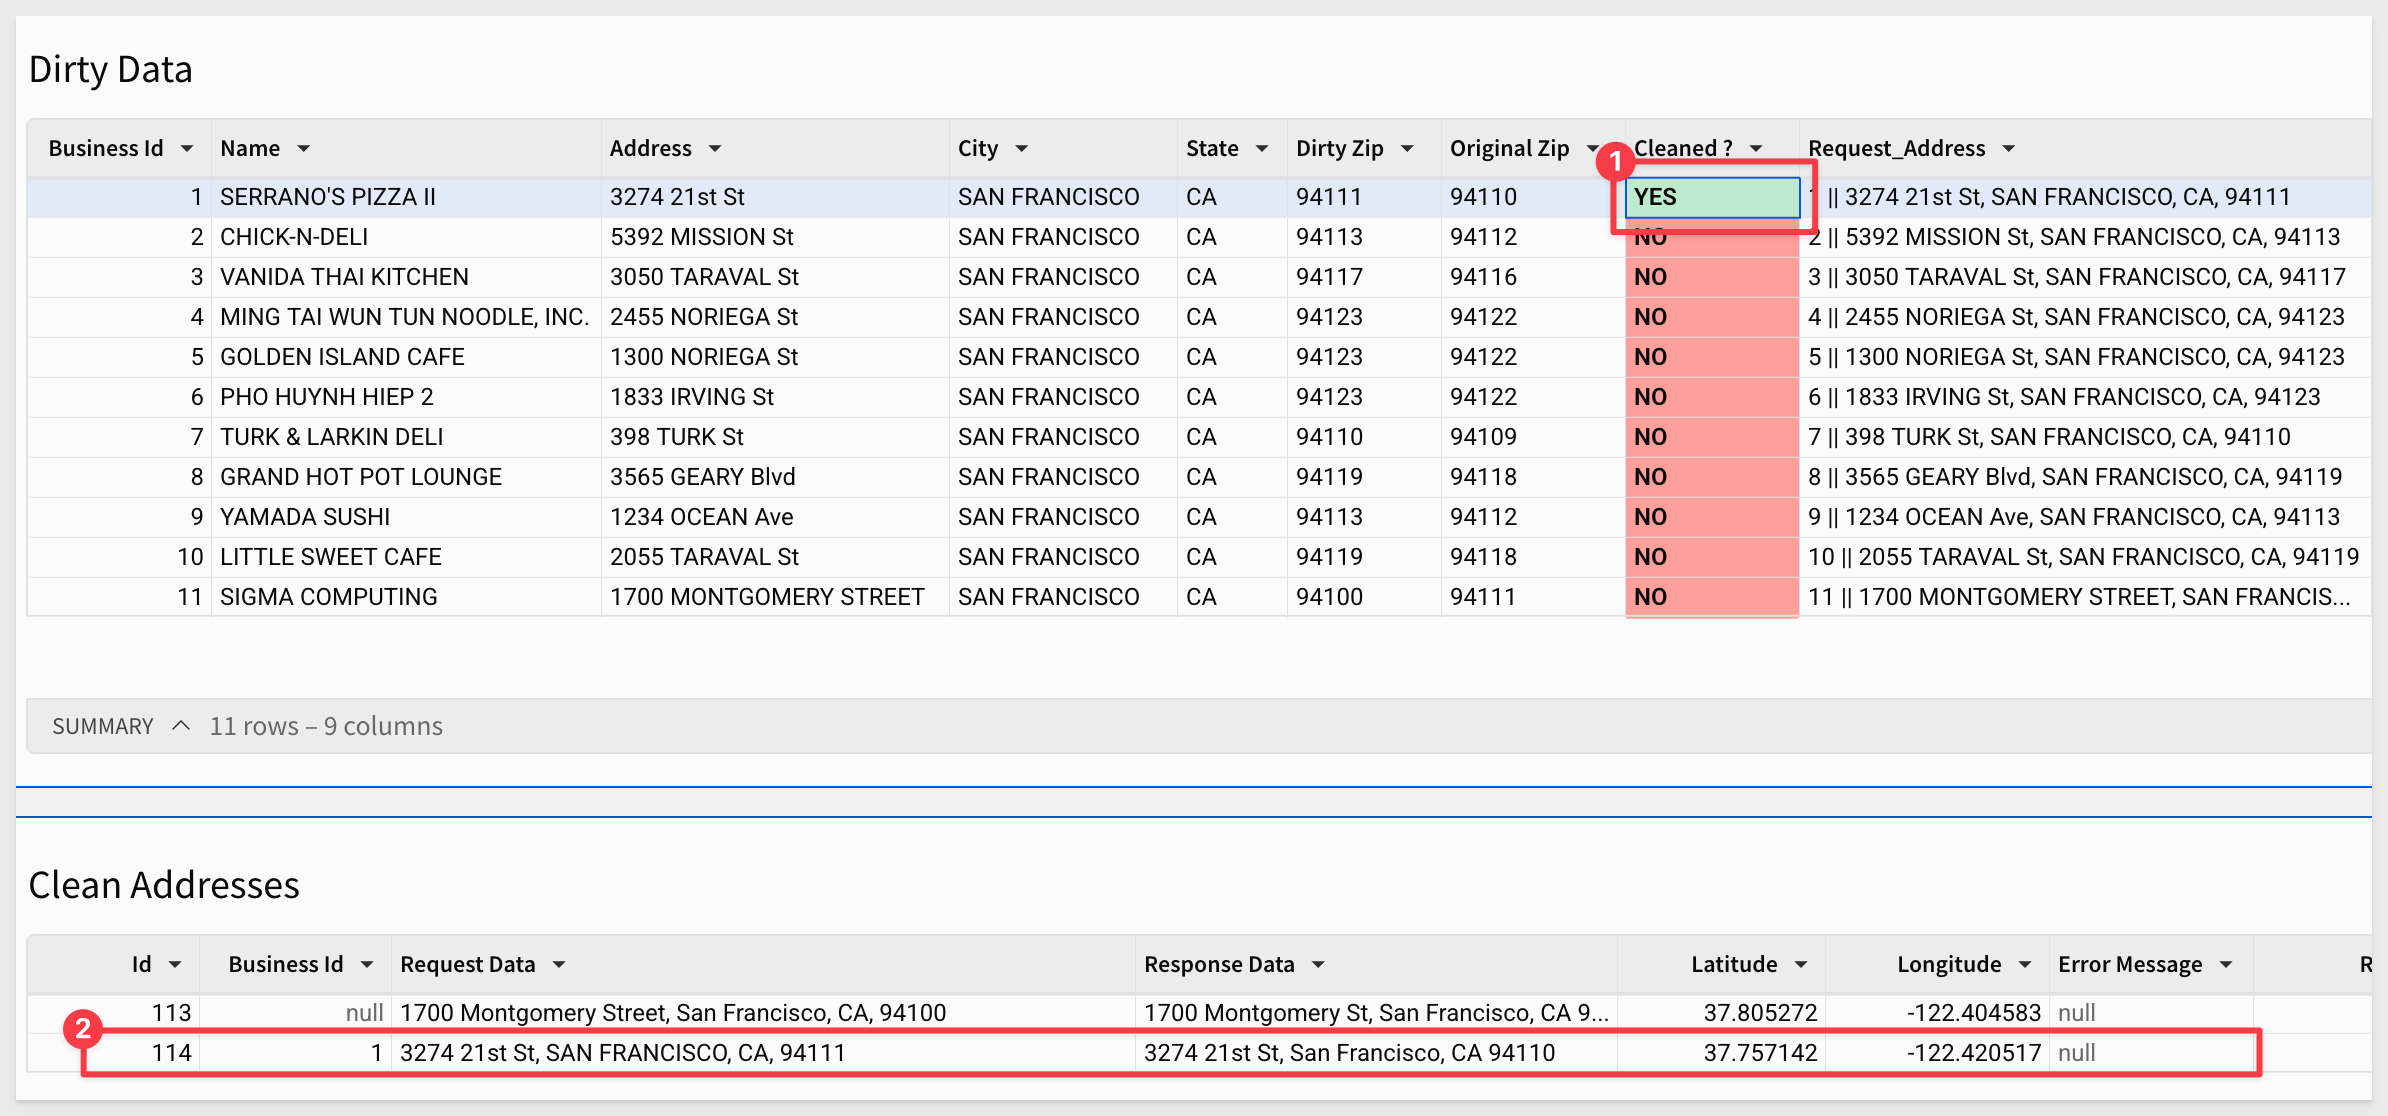 Dirty Data
Business Id Name Address City State Dirty Zip Original Zip Cleaned ? Request_Address
1
1 SERRANO'S PIZZA II 3274 21st St SAN FRANCISCO CA 94111 94110 YES 1 || 3274 21st St, SAN FRANCISCO, CA, 94111
2 CHICK-N-DELI 5392 MISSION St SAN FRANCISCO CA 94113 94112 NO 2 || 5392 MISSION St, SAN FRANCISCO, CA, 94113
3 VANIDA THAI KITCHEN 3050 TARAVAL St SAN FRANCISCO CA 94117 94116 NO 3 || 3050 TARAVAL St, SAN FRANCISCO, CA, 94117
4 MING TAI WUN TUN NOODLE, INC. 2455 NORIEGA St SAN FRANCISCO CA 94123 94122 NO 4 || 2455 NORIEGA St, SAN FRANCISCO, CA, 94123
5 GOLDEN ISLAND CAFE 1300 NORIEGA St SAN FRANCISCO CA 94123 94122 NO 5 || 1300 NORIEGA St, SAN FRANCISCO, CA, 94123
6 PHO HUYNH HIEP 2 1833 IRVING St SAN FRANCISCO CA 94123 94122 NO 6 || 1833 IRVING St, SAN FRANCISCO, CA, 94123
7 TURK & LARKIN DELI 398 TURK St SAN FRANCISCO CA 94110 94109 NO 7 || 398 TURK St, SAN FRANCISCO, CA, 94110
8 GRAND HOT POT LOUNGE 3565 GEARY Blvd SAN FRANCISCO CA 94119 94118 NO 8 || 3565 GEARY Blvd, SAN FRANCISCO, CA, 94119
9 YAMADA SUSHI 1234 OCEAN Ave SAN FRANCISCO CA 94113 94112 NO 9 || 1234 OCEAN Ave, SAN FRANCISCO, CA, 94113
10 LITTLE SWEET CAFE 2055 TARAVAL St SAN FRANCISCO CA 94119 94118 NO 10 || 2055 TARAVAL St, SAN FRANCISCO, CA, 94119
11 SIGMA COMPUTING 1700 MONTGOMERY STREET SAN FRANCISCO CA 94100 94111 NO 11 || 1700 MONTGOMERY STREET, SAN FRANCIS...
SUMMARY 11 rows – 9 columns
Clean Addresses
Id Business Id Request Data Response Data Latitude Longitude Error Message R
113 null 1700 Montgomery Street, San Francisco, CA, 94100 1700 Montgomery St, San Francisco, CA 9... 37.805272 -122.404583 null
2
114 1 3274 21st St, SAN FRANCISCO, CA, 94111 3274 21st St, San Francisco, CA 94110 37.757142 -122.420517 null